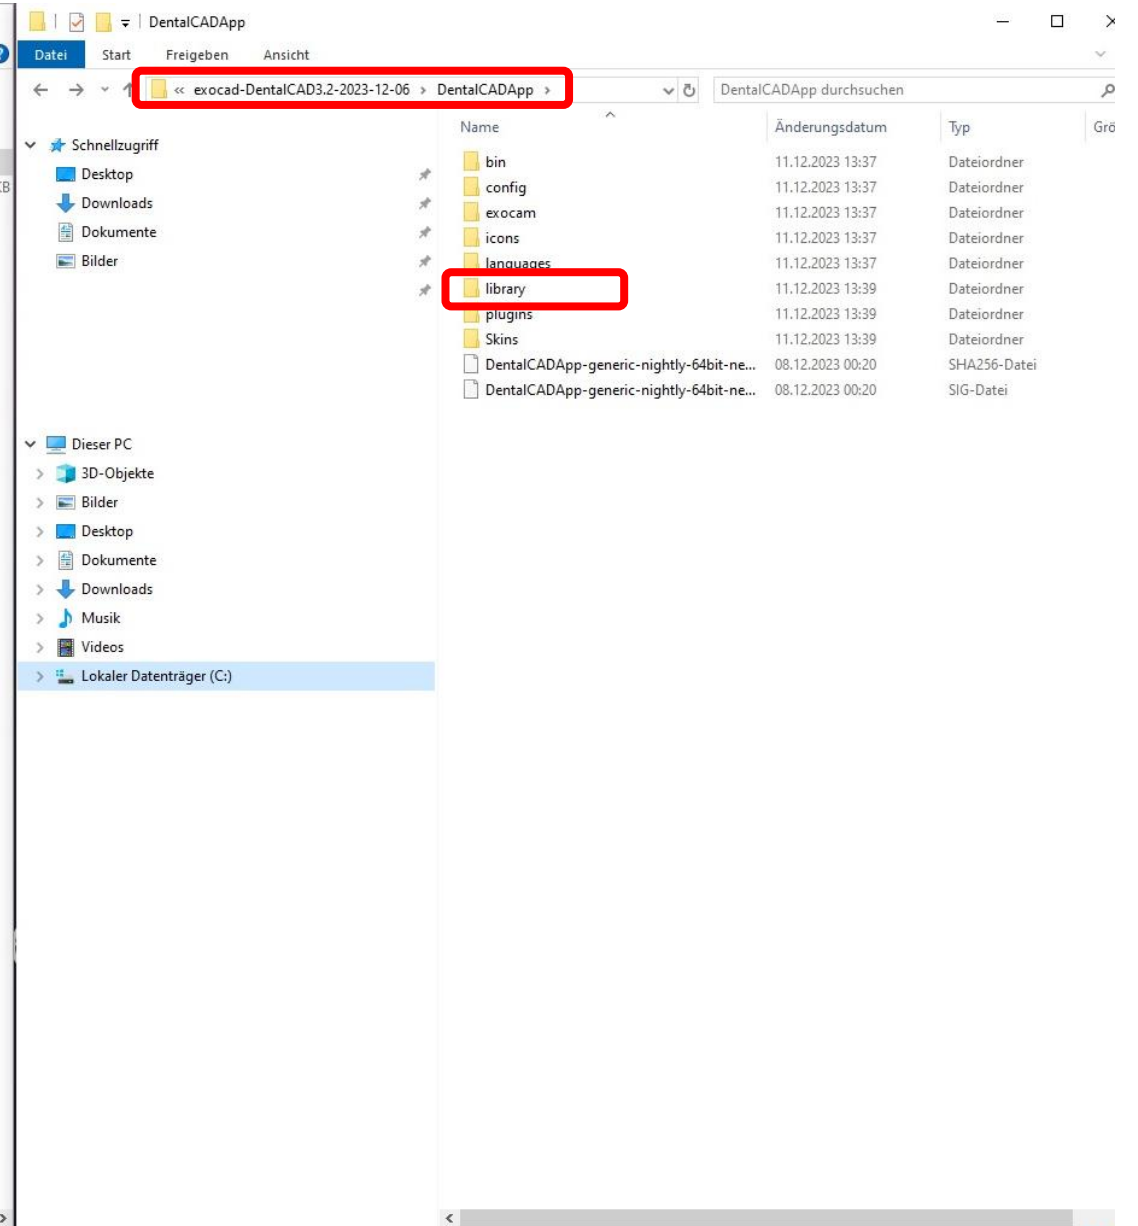 DentalCADApp
Datei Start Freigeben Ansicht
« exocad-DentalCAD3.2-2023-12-06 › DentalCADApp ›
DentalCADApp durchsuchen
Schnellzugriff
Desktop
Downloads
Dokumente
Bilder
Dieser PC
3D-Objekte
Bilder
Desktop
Dokumente
Downloads
Musik
Videos
Lokaler Datenträger (C:)
Name Änderungsdatum Typ Grö
bin 11.12.2023 13:37 Dateiordner
config 11.12.2023 13:37 Dateiordner
exocam 11.12.2023 13:37 Dateiordner
icons 11.12.2023 13:37 Dateiordner
languages 11.12.2023 13:37 Dateiordner
library 11.12.2023 13:39 Dateiordner
plugins 11.12.2023 13:39 Dateiordner
Skins 11.12.2023 13:39 Dateiordner
DentalCADApp-generic-nightly-64bit-ne... 08.12.2023 00:20 SHA256-Datei
DentalCADApp-generic-nightly-64bit-ne... 08.12.2023 00:20 SIG-Datei